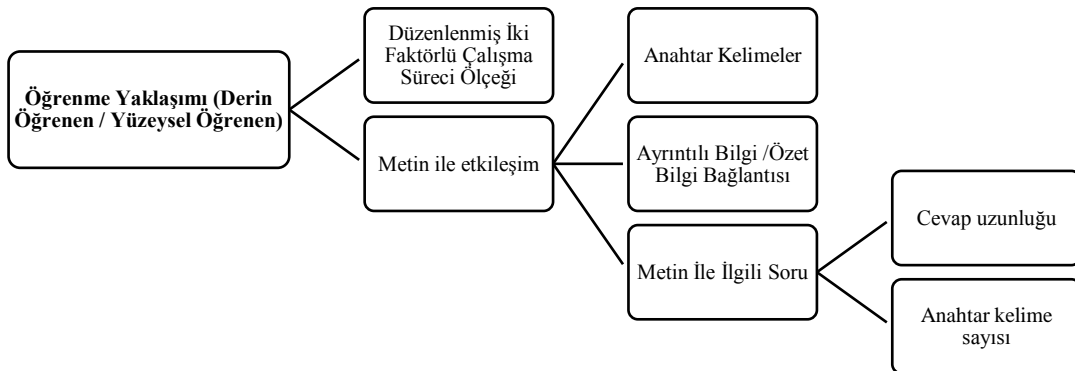 Öğrenme Yaklaşımı (Derin
Öğrenen / Yüzeysel Öğrenen)
Düzenlenmiş İki
Faktörlü Çalışma
Süreci Ölçeği
Metin ile etkileşim
Anahtar Kelimeler
Ayrıntılı Bilgi /Özet
Bilgi Bağlantısı
Metin İle İlgili Soru
Cevap uzunluğu
Anahtar kelime
sayısı